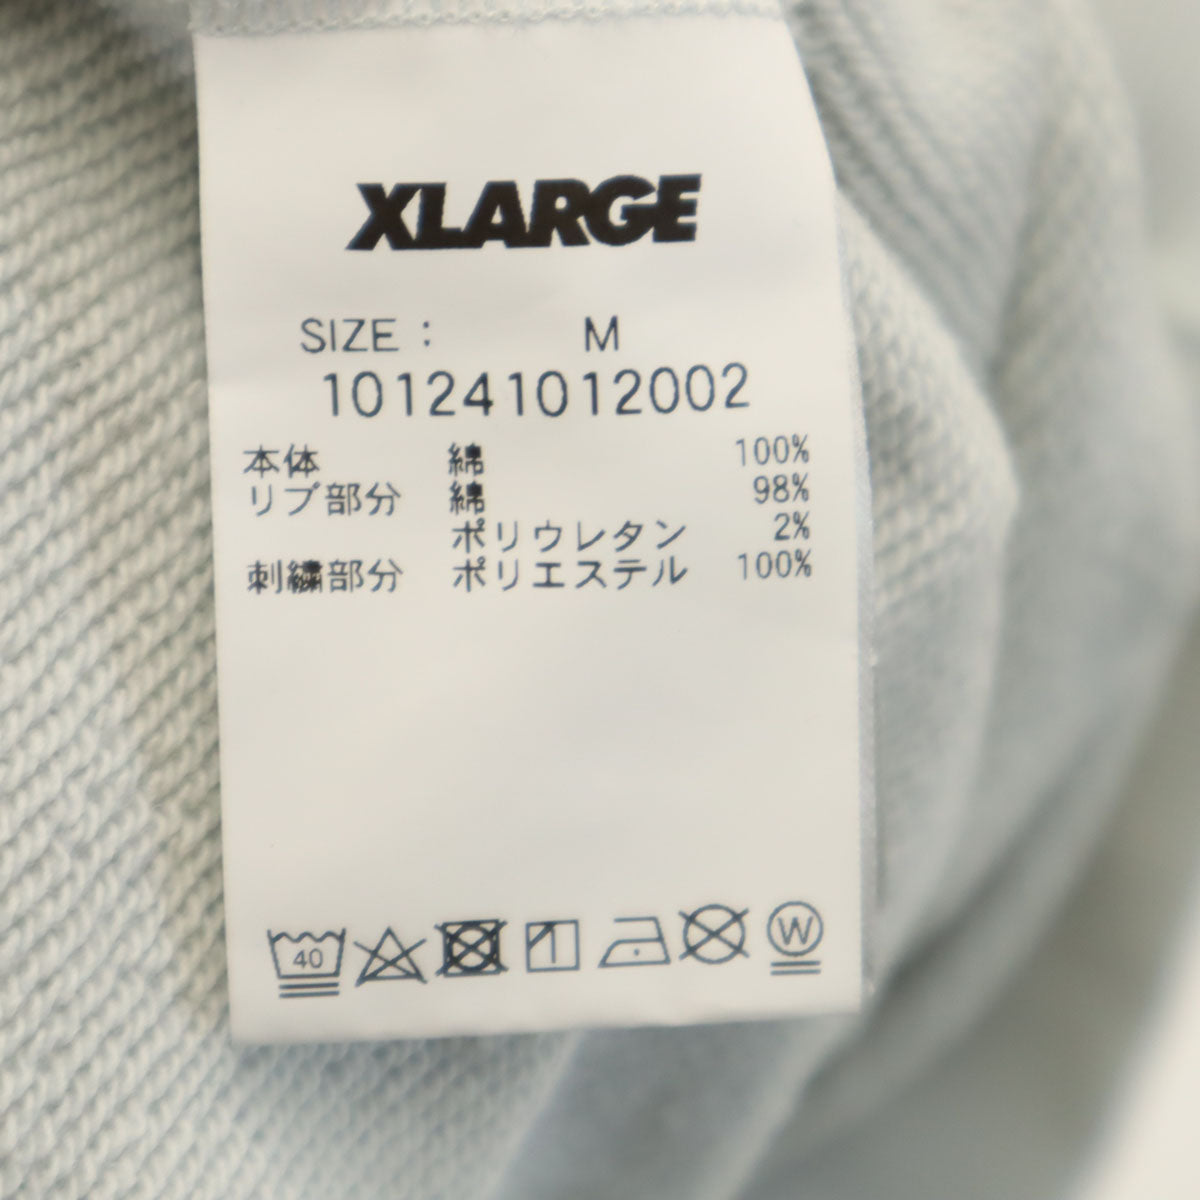 XLARGE
SIZE : M
101241012002
本体 綿 100%
リブ部分 綿 98%
ポリウレタン 2%
刺繍部分 ポリエステル 100%
40
W